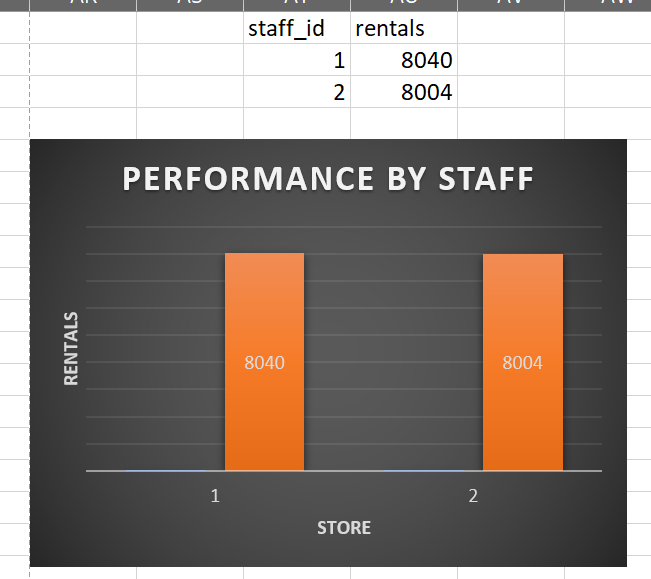 staff_id rentals
1 8040
2 8004
PERFORMANCE BY STAFF
RENTALS
8040 8004
1 2
STORE